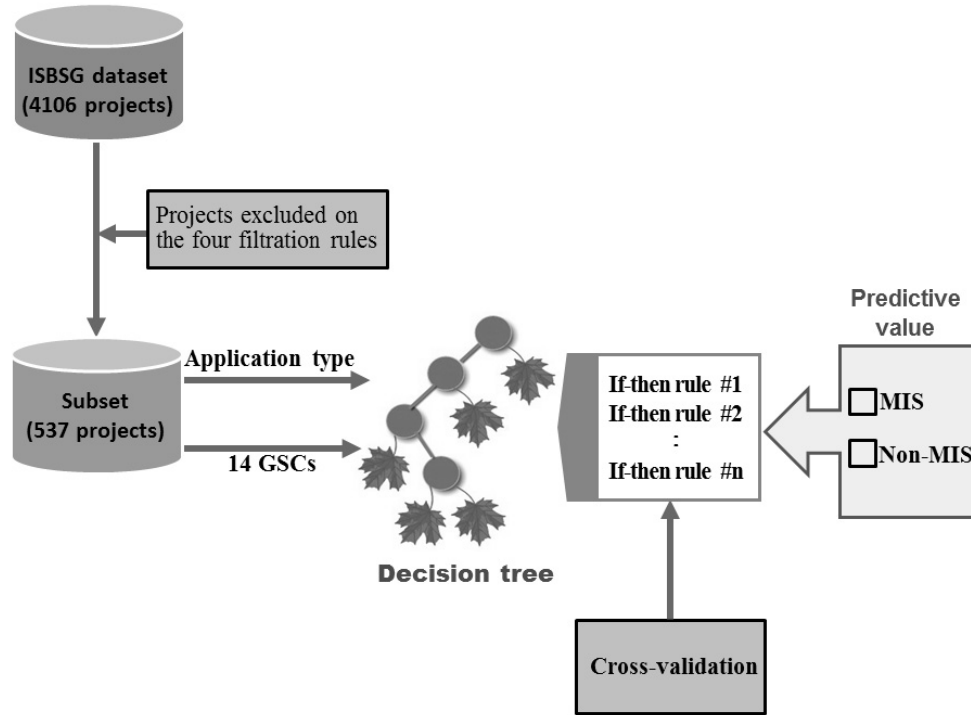 ISBSG dataset
(4106 projects)
Projects excluded on
the four filtration rules
Subset
(537 projects)
Application type
14 GSCs
Decision tree
If-then rule #1
If-then rule #2
:
If-then rule #n
Cross-validation
Predictive
value
MIS
Non-MIS